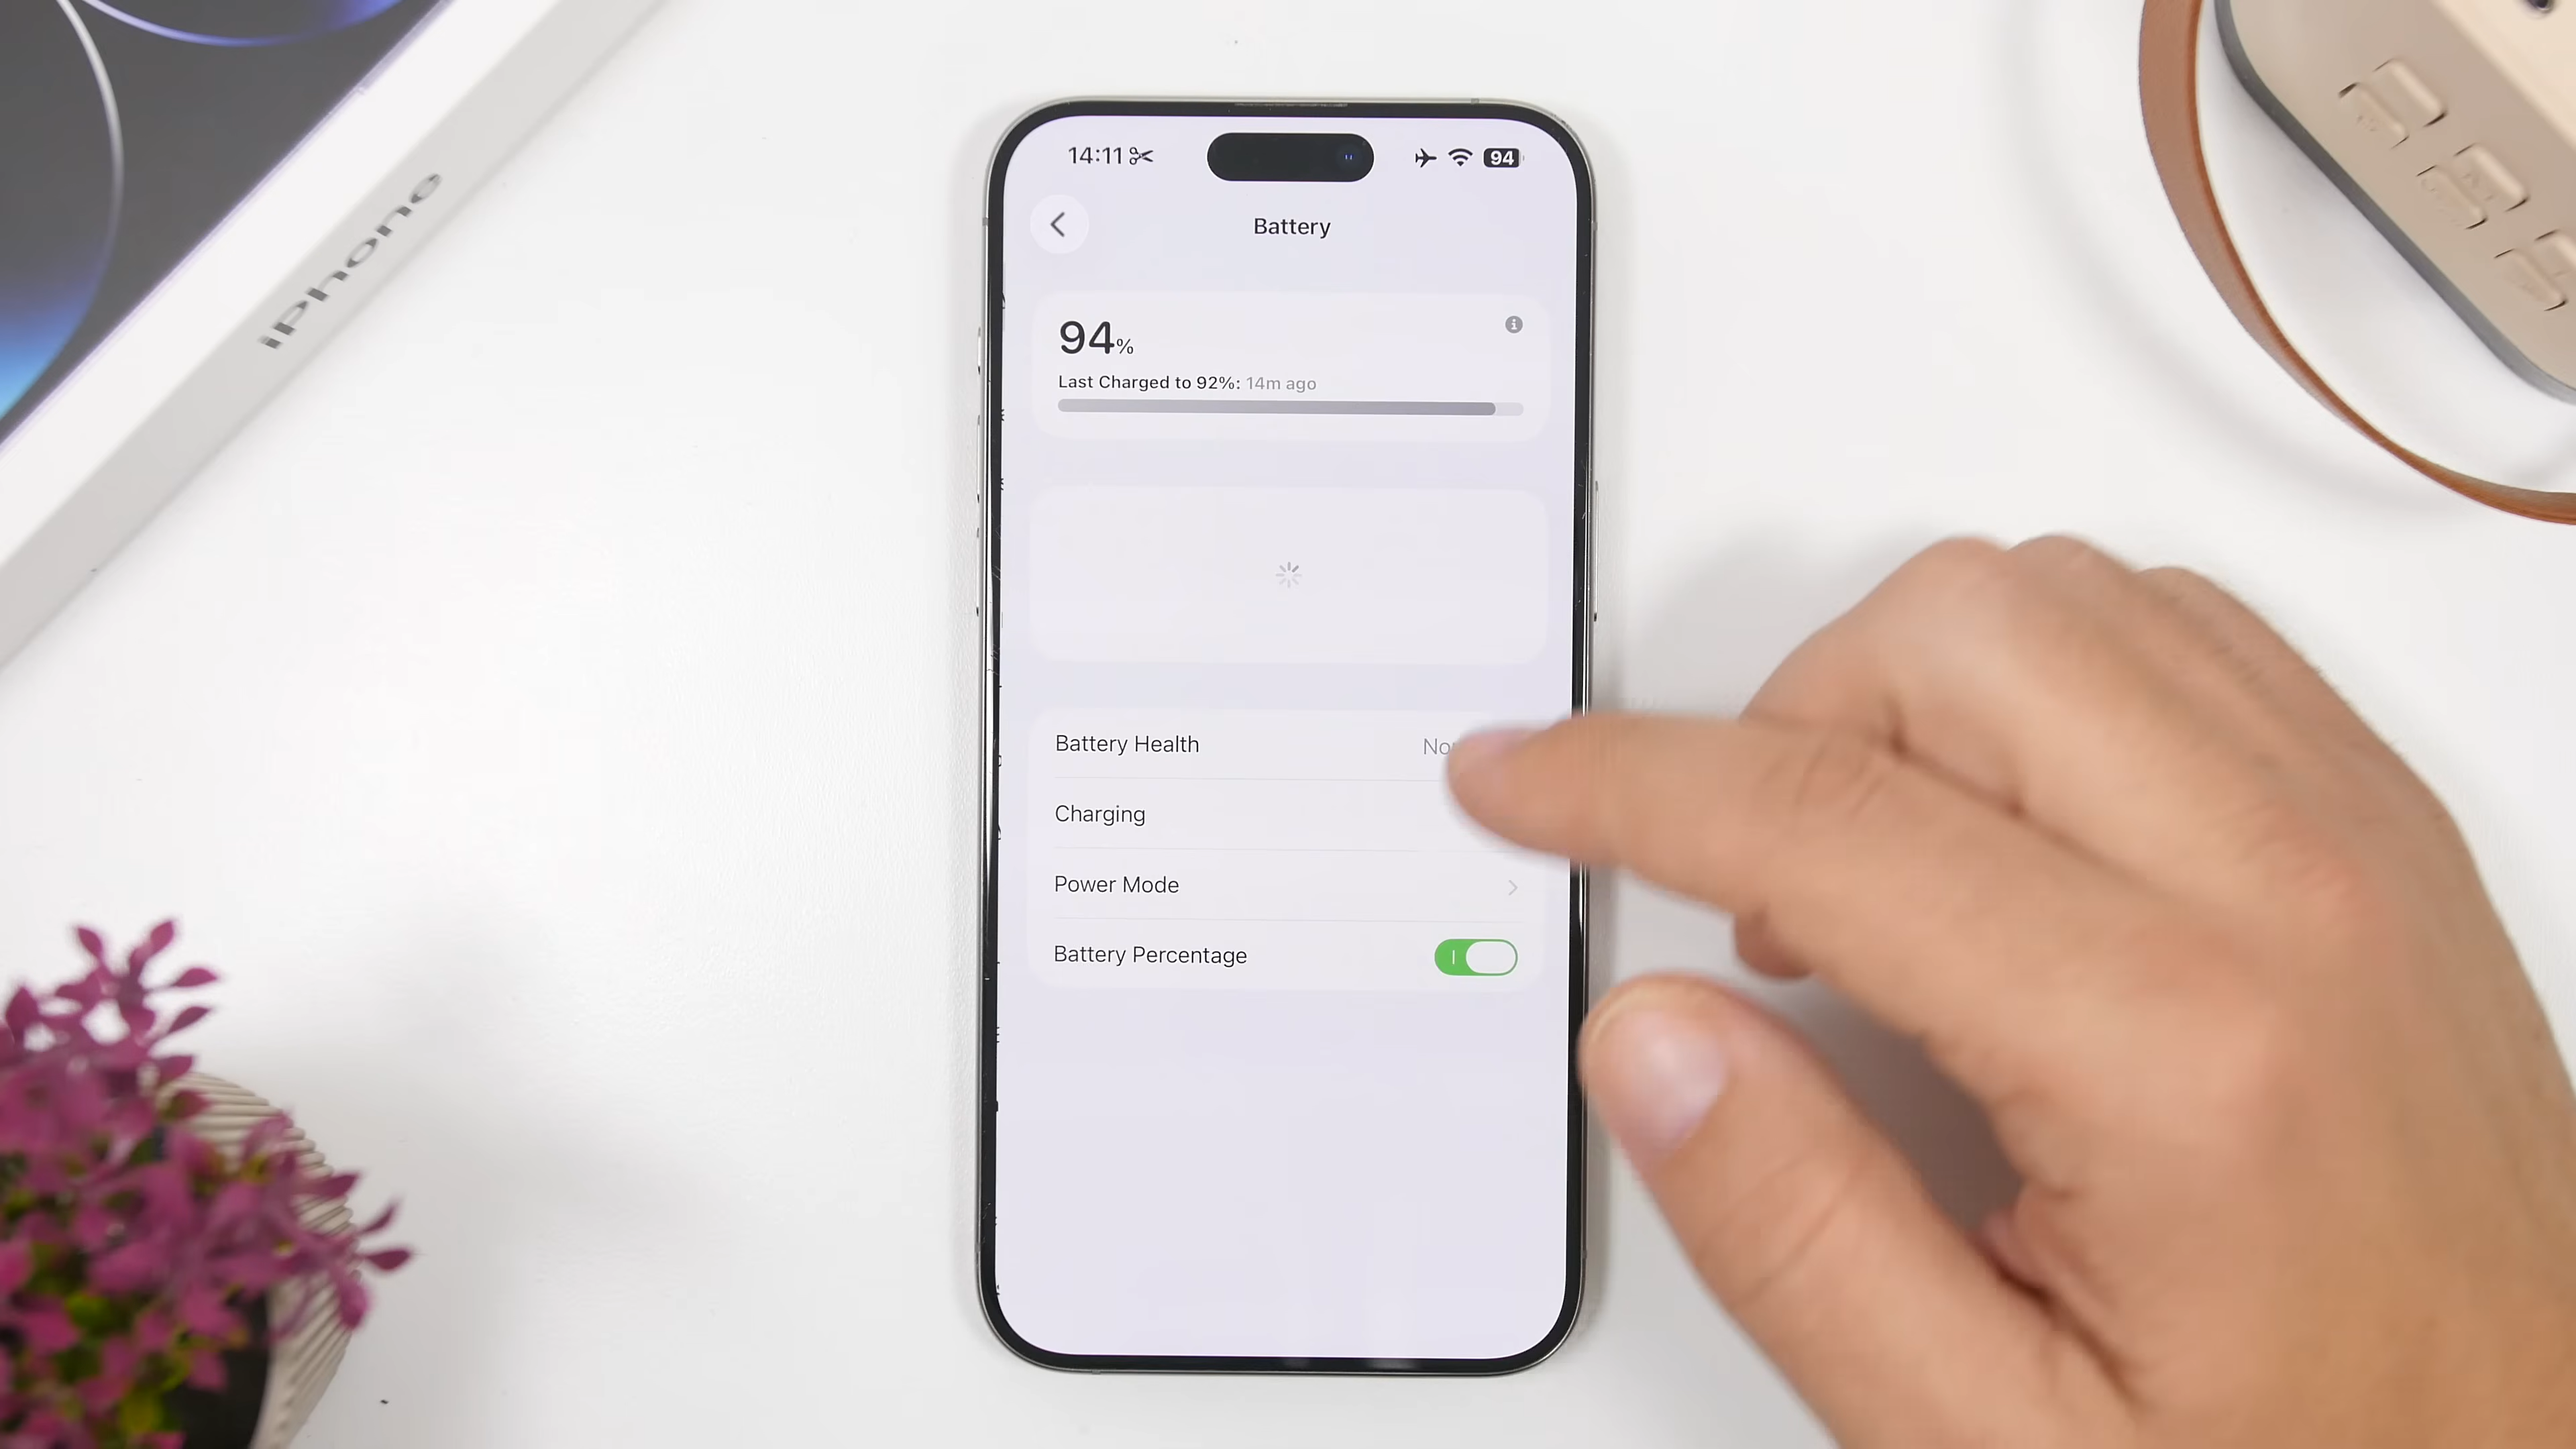 iPhone
14:11
94
Battery
94%
Last Charged to 92%: 14m ago
Battery Health
Charging
Power Mode
Battery Percentage